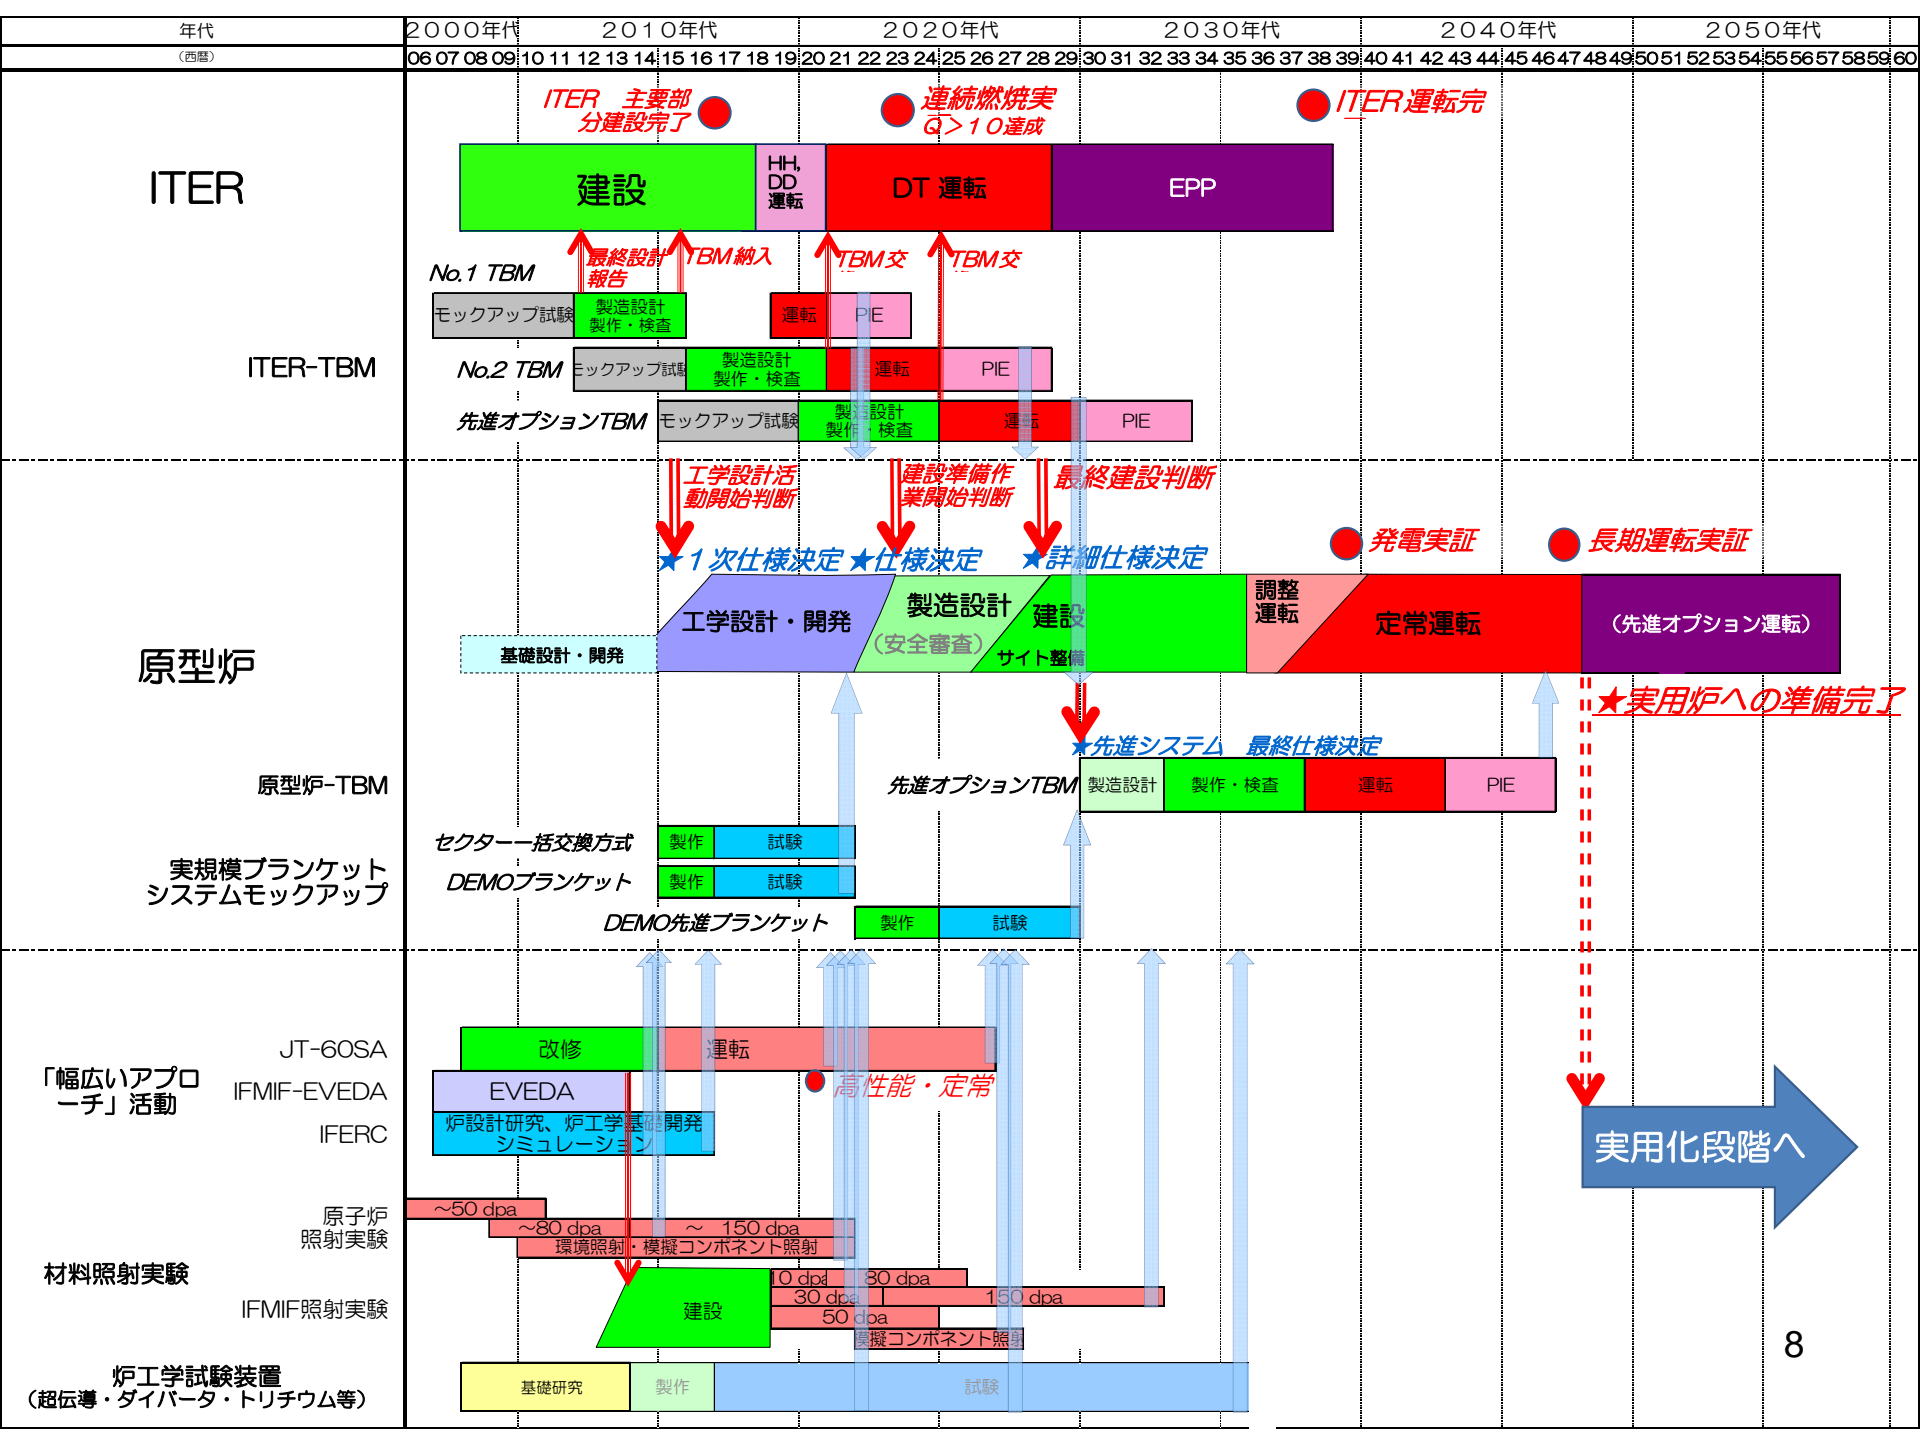 年代
2000年代
2010年代
2020年代
2030年代
2040年代
2050年代
（西暦）
06 07 08 09 10 11 12 13 14 15 16 17 18 19 20 21 22 23 24 25 26 27 28 29 30 31 32 33 34 35 36 37 38 39 40 41 42 43 44 45 46 47 48 49 50 51 52 53 54 55 56 57 58 59 60
ITER　主要部
分建設完了
連続燃焼実
Q＞１０達成
ITER運転完
ITER
建設
HH,
DD
運転
DT 運転
EPP
最終設計
報告
TBM納入
TBM交
TBM交
No.1 TBM
モックアップ試験
製造設計
製作・検査
運転
PIE
ITER-TBM
No.2 TBM
モックアップ試験
製造設計
製作・検査
運転
PIE
先進オプションTBM
モックアップ試験
製造設計
製作・検査
運転
PIE
工学設計活
動開始判断
建設準備作
業開始判断
最終建設判断
★１次仕様決定
★仕様決定
★詳細仕様決定
発電実証
長期運転実証
原型炉
基礎設計・開発
工学設計・開発
製造設計
（安全審査）
建設
サイト整備
調整
運転
定常運転
（先進オプション運転）
★実用炉への準備完了
★先進システム　最終仕様決定
原型炉-TBM
先進オプションTBM
製造設計
製作・検査
運転
PIE
実規模ブランケット
システムモックアップ
セクター一括交換方式
製作
試験
DEMOブランケット
製作
試験
DEMO先進ブランケット
製作
試験
「幅広いアプロ
ーチ」活動
JT-60SA
改修
運転
高性能・定常
IFMIF-EVEDA
EVEDA
IFERC
炉設計研究、炉工学基礎開発
シミュレーション
実用化段階へ
材料照射実験
原子炉
照射実験
～50 dpa
～80 dpa
～　150 dpa
環境照射・模擬コンポネント照射
IFMIF照射実験
建設
10 dpa
80 dpa
30 dpa
150 dpa
50 dpa
模擬コンポネント照射
炉工学試験装置
（超伝導・ダイバータ・トリチウム等）
基礎研究
製作
試験
8